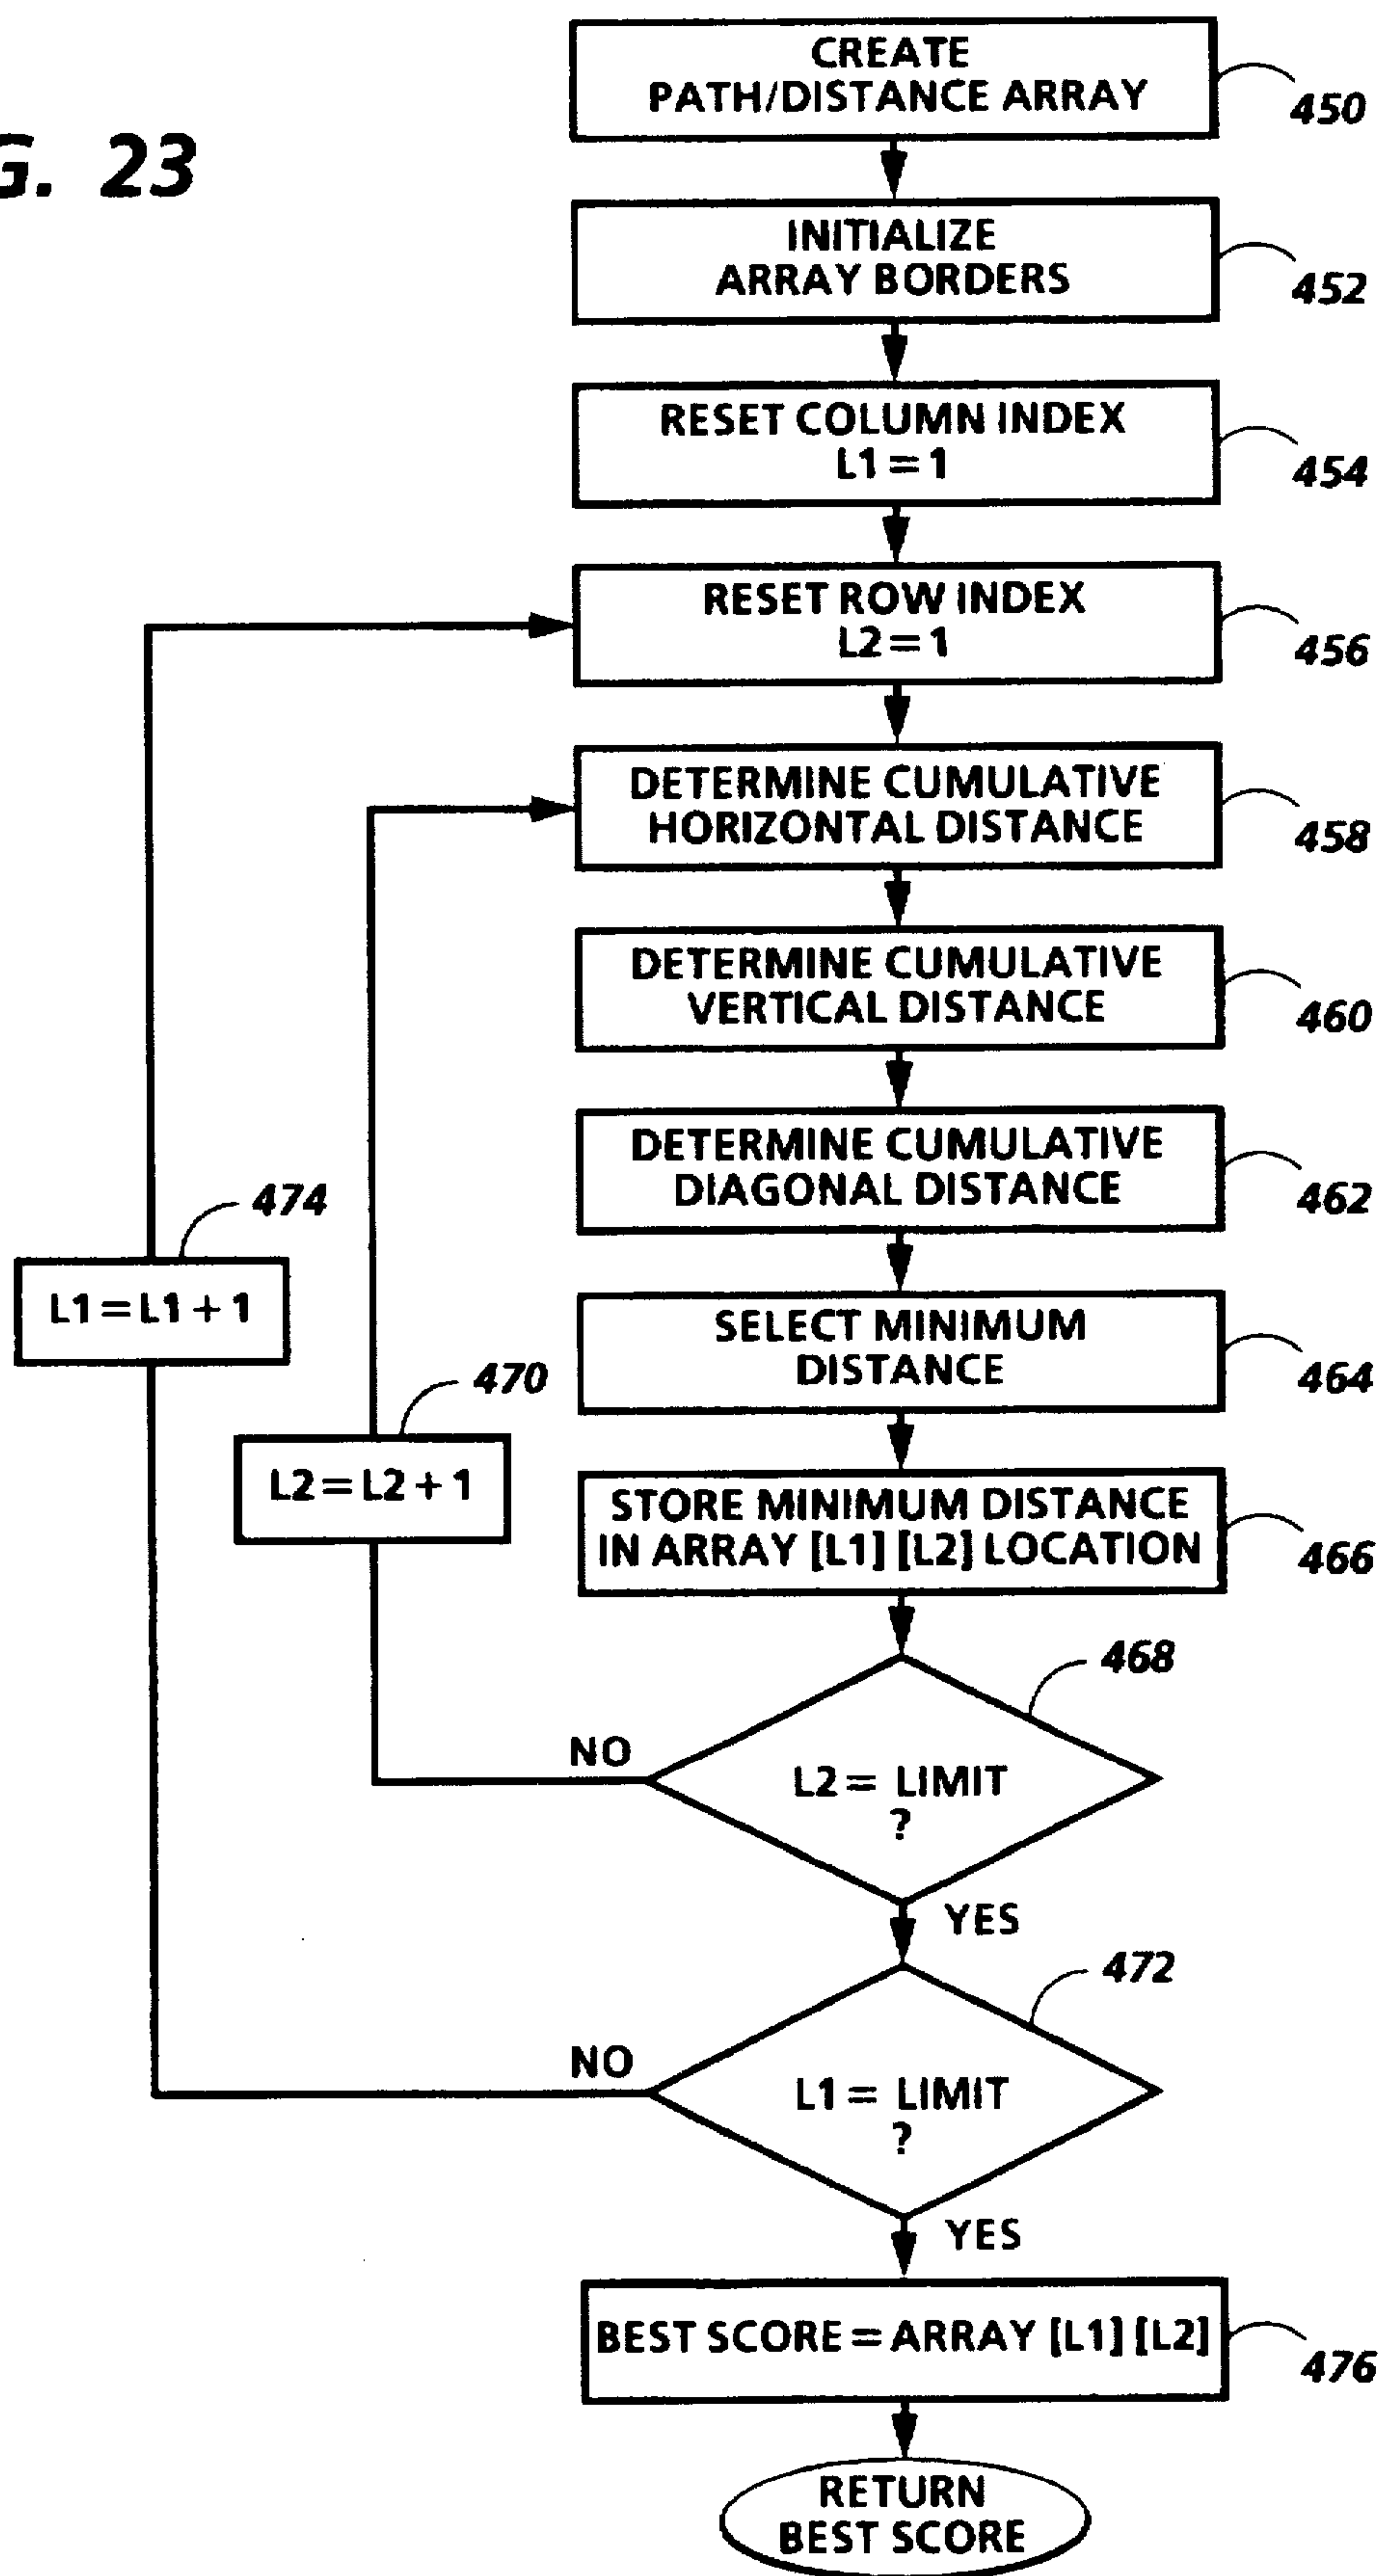 G. 23
CREATE
PATH/DISTANCE ARRAY
450
INITIALIZE
ARRAY BORDERS
452
RESET COLUMN INDEX
L1 = 1
454
RESET ROW INDEX
L2 = 1
456
DETERMINE CUMULATIVE
HORIZONTAL DISTANCE
458
DETERMINE CUMULATIVE
VERTICAL DISTANCE
460
DETERMINE CUMULATIVE
DIAGONAL DISTANCE
462
474
L1 = L1 + 1
SELECT MINIMUM
DISTANCE
464
470
L2 = L2 + 1
STORE MINIMUM DISTANCE
IN ARRAY [L1] [L2] LOCATION
466
468
NO
L2 = LIMIT
?
YES
472
NO
L1 = LIMIT
?
YES
BEST SCORE = ARRAY [L1] [L2]
476
RETURN
BEST SCORE